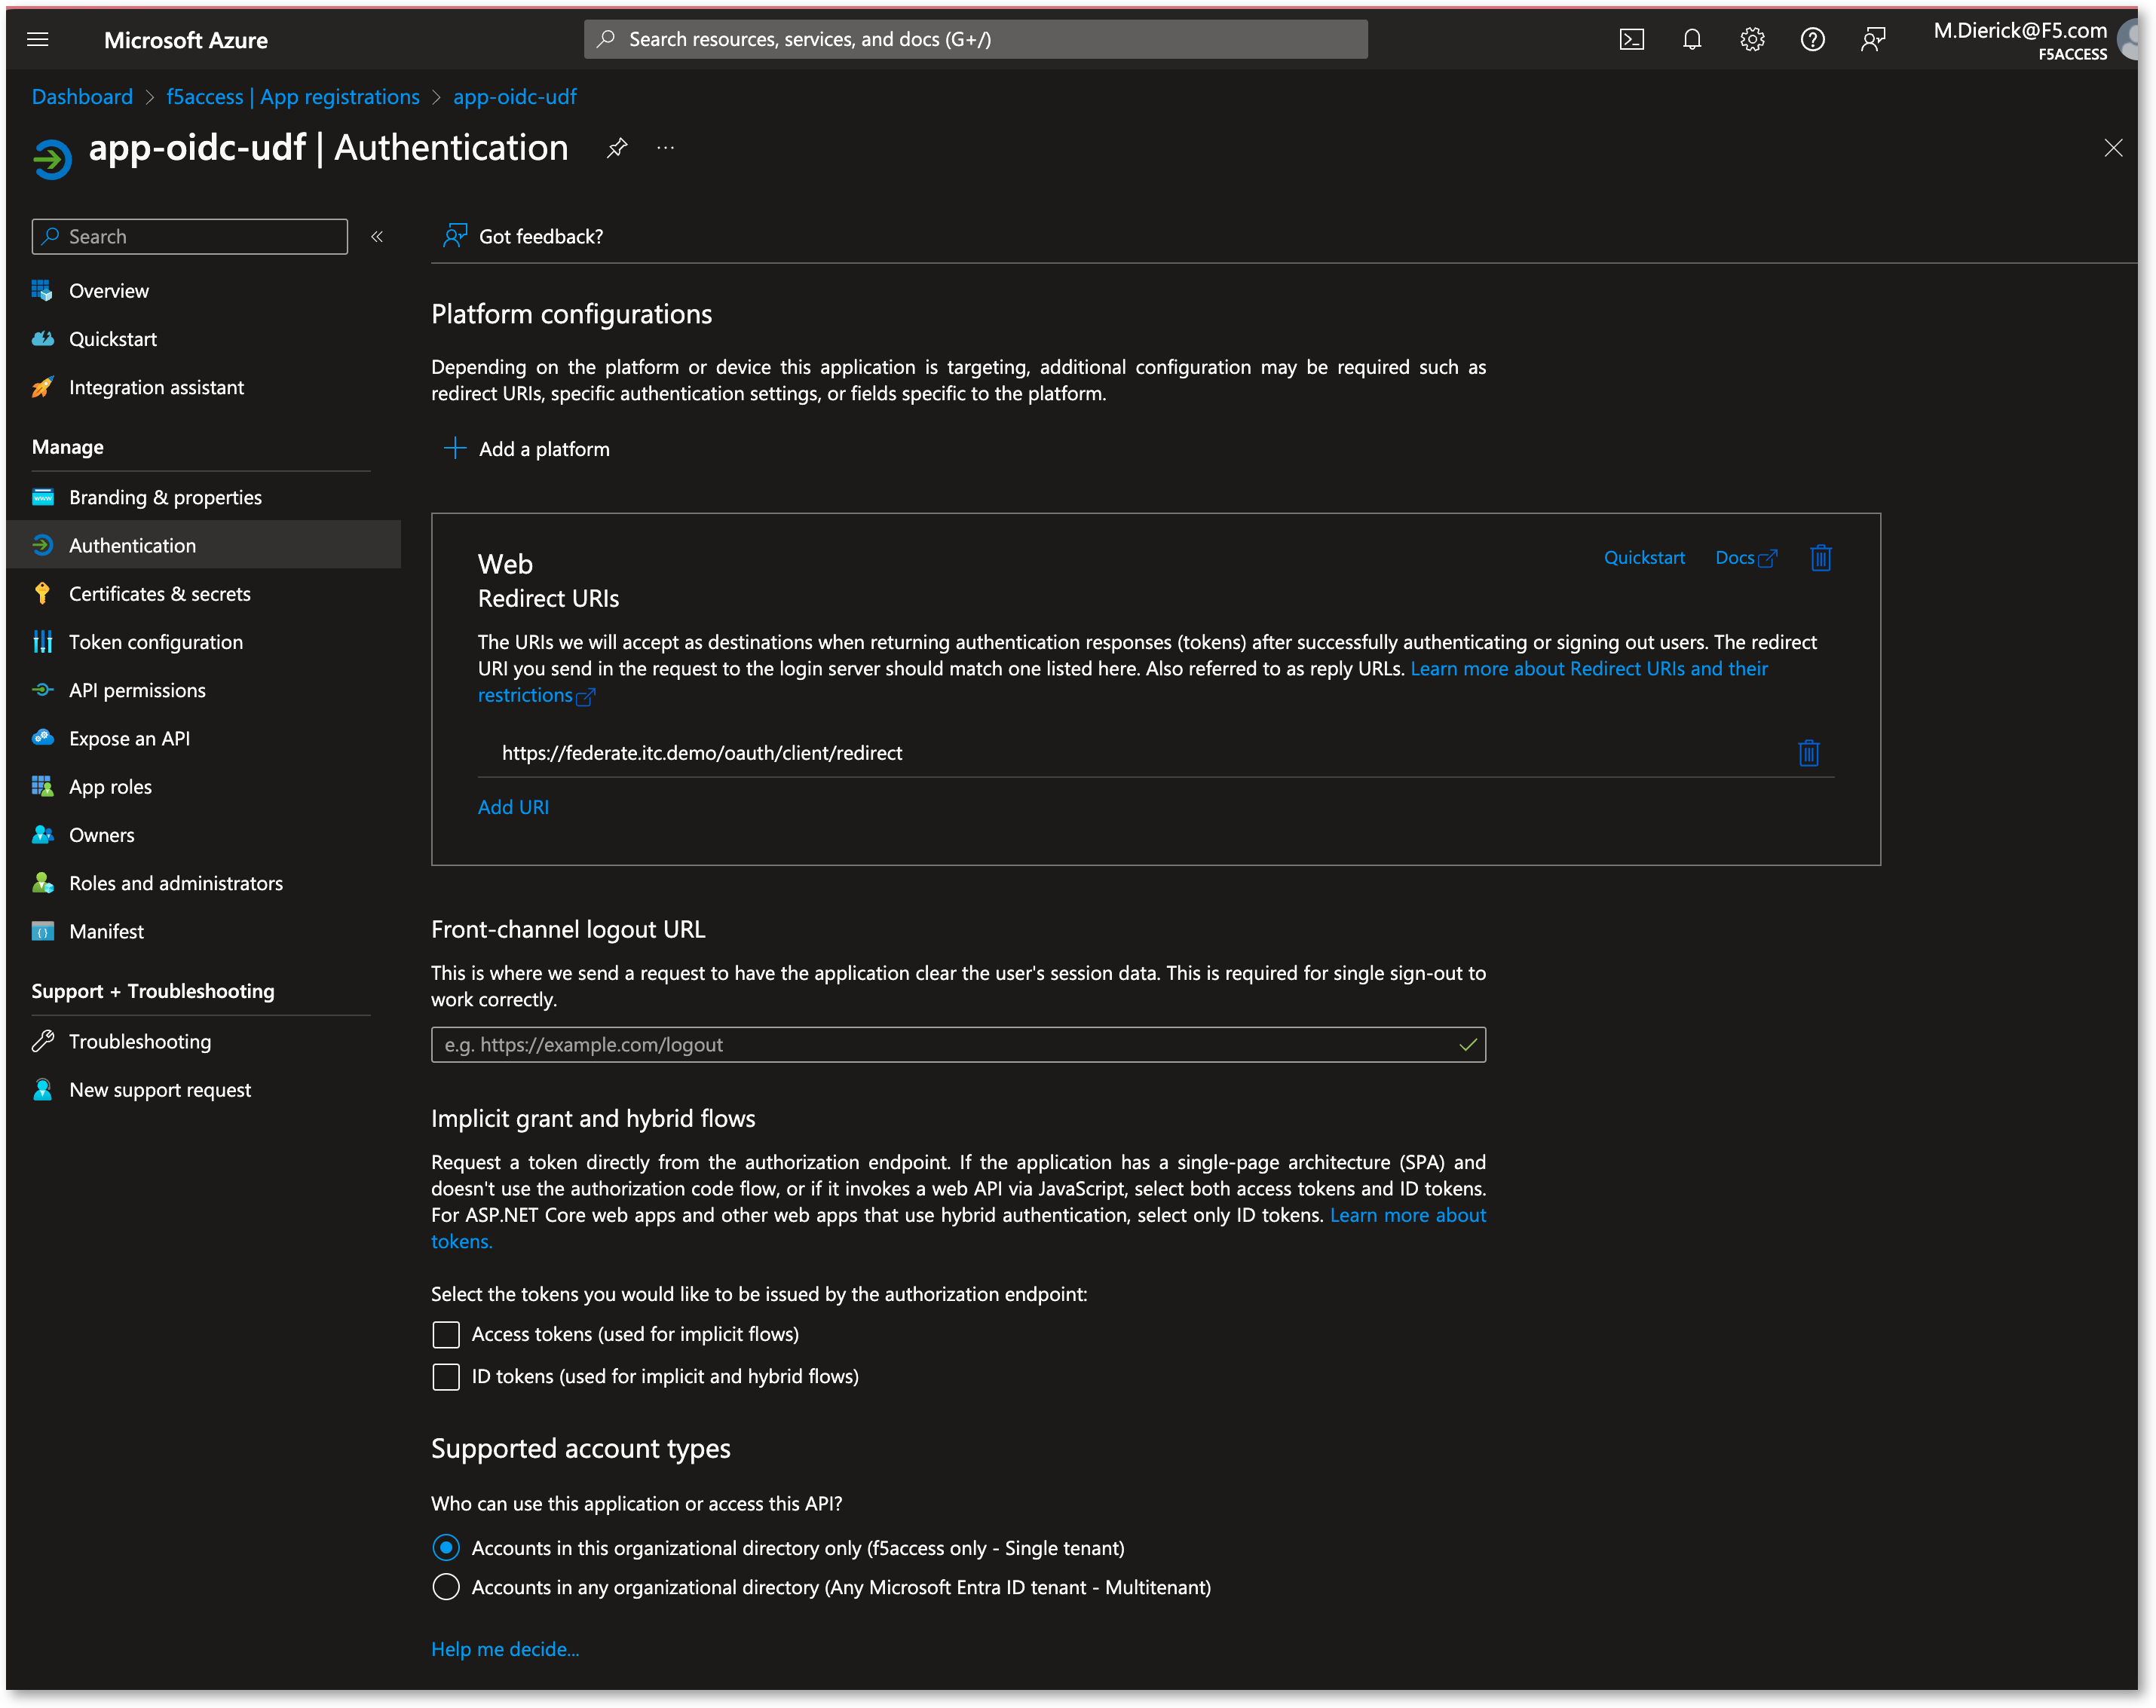 Microsoft Azure
Search resources, services, and docs (G+/)
M.Dierick@F5.com
F5ACCESS
Dashboard > f5access | App registrations > app-oidc-udf
app-oidc-udf | Authentication
Search
Got feedback?
Overview
Quickstart
Integration assistant
Manage
Branding & properties
Authentication
Certificates & secrets
Token configuration
API permissions
Expose an API
App roles
Owners
Roles and administrators
Manifest
Support + Troubleshooting
Troubleshooting
New support request
Platform configurations
Depending on the platform or device this application is targeting, additional configuration may be required such as
redirect URIs, specific authentication settings, or fields specific to the platform.
Add a platform
Web
Quickstart Docs
Redirect URIs
The URIs we will accept as destinations when returning authentication responses (tokens) after successfully authenticating or signing out users. The redirect
URI you send in the request to the login server should match one listed here. Also referred to as reply URLs. Learn more about Redirect URIs and their
restrictions
https://federate.itc.demo/oauth/client/redirect
Add URI
Front-channel logout URL
This is where we send a request to have the application clear the user's session data. This is required for single sign-out to
work correctly.
e.g. https://example.com/logout
Implicit grant and hybrid flows
Request a token directly from the authorization endpoint. If the application has a single-page architecture (SPA) and
doesn't use the authorization code flow, or if it invokes a web API via JavaScript, select both access tokens and ID tokens.
For ASP.NET Core web apps and other web apps that use hybrid authentication, select only ID tokens. Learn more about
tokens.
Select the tokens you would like to be issued by the authorization endpoint:
Access tokens (used for implicit flows)
ID tokens (used for implicit and hybrid flows)
Supported account types
Who can use this application or access this API?
Accounts in this organizational directory only (f5access only - Single tenant)
Accounts in any organizational directory (Any Microsoft Entra ID tenant - Multitenant)
Help me decide...